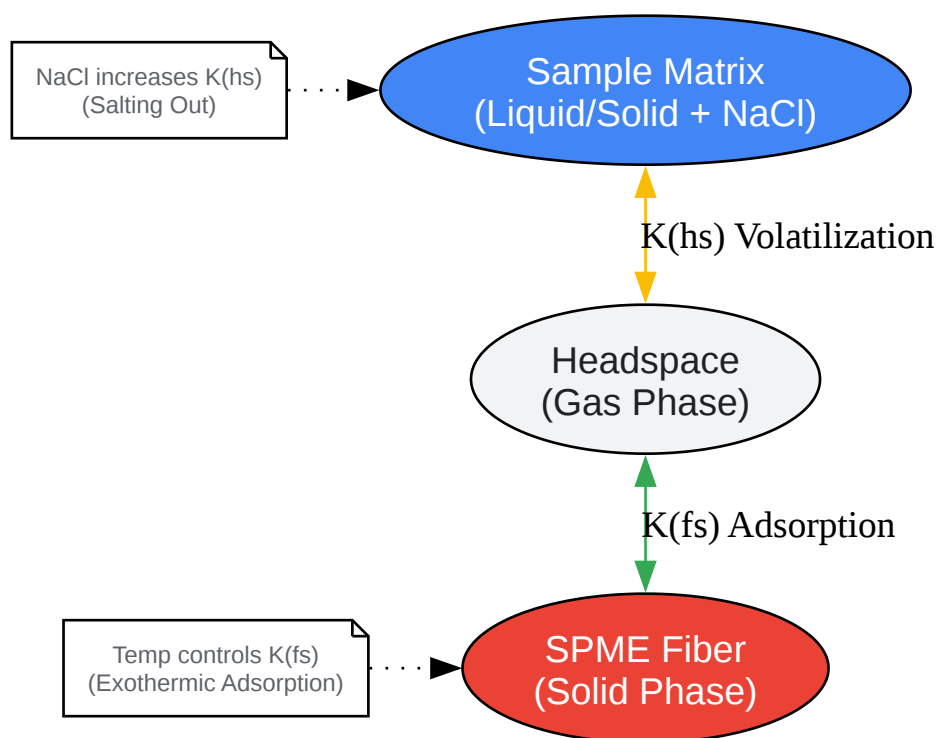 NaCl increases K(hs)
(Salting Out)
Sample Matrix
(Liquid/Solid + NaCl)
K(hs) Volatilization
Headspace
(Gas Phase)
K(fs) Adsorption
Temp controls K(fs)
(Exothermic Adsorption)
SPME Fiber
(Solid Phase)